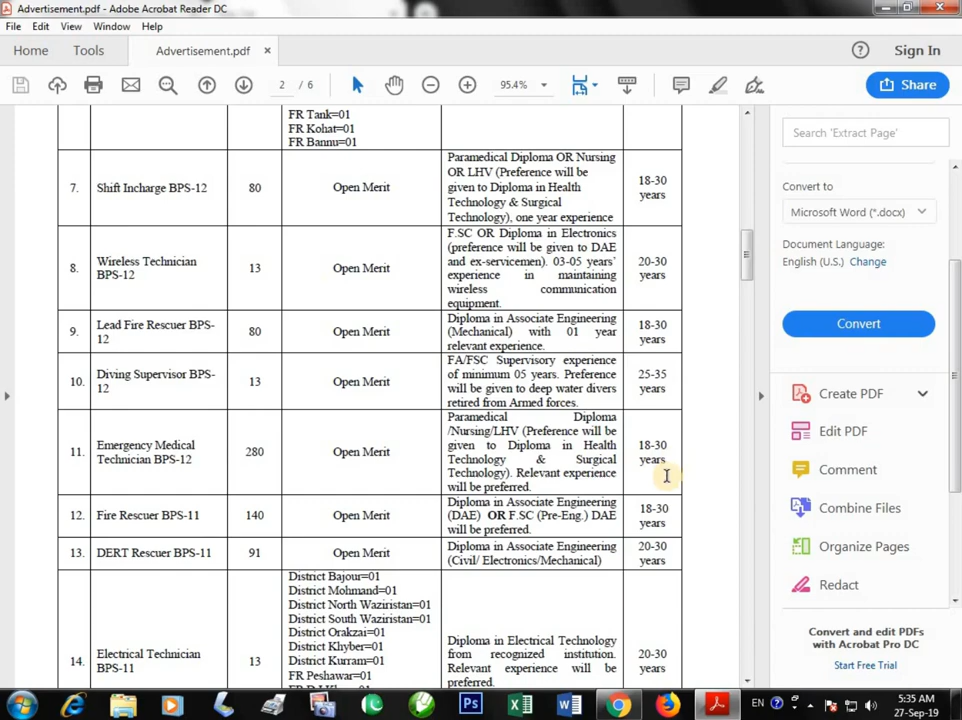 Advertisement.pdf - Adobe Acrobat Reader DC
File Edit View Window Help
Home Tools Advertisement.pdf ×
Sign In
2 / 6
95.4%
Share
FR Tank=01
FR Kohat=01
FR Bannu=01
7. Shift Incharge BPS-12 80 Open Merit
Paramedical Diploma OR Nursing
OR LHV (Preference will be
given to Diploma in Health
Technology & Surgical
Technology), one year experience
18-30
years
8. Wireless Technician
BPS-12
13 Open Merit
F.SC OR Diploma in Electronics
(preference will be given to DAE
and ex-servicemen). 03-05 years'
experience in maintaining
wireless communication
equipment.
20-30
years
9. Lead Fire Rescuer BPS-
12
80 Open Merit
Diploma in Associate Engineering
(Mechanical) with 01 year
relevant experience.
18-30
years
10. Diving Supervisor BPS-
12
13 Open Merit
FA/FSC Supervisory experience
of minimum 05 years. Preference
will be given to deep water divers
retired from Armed forces.
25-35
years
11. Emergency Medical
Technician BPS-12
280 Open Merit
Paramedical Diploma
/Nursing/LHV (Preference will be
given to Diploma in Health
Technology & Surgical
Technology). Relevant experience
will be preferred.
18-30
years
12. Fire Rescuer BPS-11 140 Open Merit
Diploma in Associate Engineering
(DAE) OR F.SC (Pre-Eng.) DAE
will be preferred.
18-30
years
13. DERT Rescuer BPS-11 91 Open Merit
Diploma in Associate Engineering
(Civil/ Electronics/Mechanical)
20-30
years
14. Electrical Technician
BPS-11
13
District Bajour=01
District Mohmand=01
District North Waziristan=01
District South Waziristan=01
District Orakzai=01
District Khyber=01
District Kurram=01
FR Peshawar=01
Diploma in Electrical Technology
from recognized institution.
Relevant experience will be
preferred.
20-30
years
Search 'Extract Page'
Convert to
Microsoft Word (*.docx)
Document Language:
English (U.S.) Change
Convert
Create PDF
Edit PDF
Comment
Combine Files
Organize Pages
Redact
Convert and edit PDFs
with Acrobat Pro DC
Start Free Trial
Ps
EN
5:35 AM
27-Sep-19